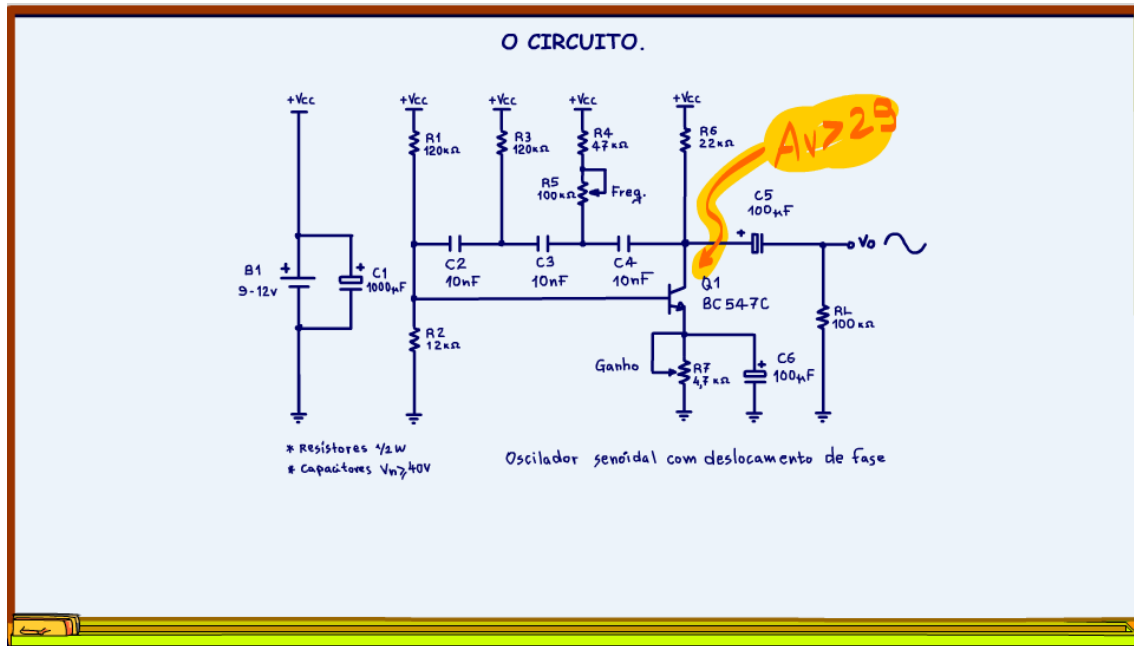 O CIRCUITO.
+Vcc
+Vcc
+Vcc
+Vcc
+Vcc
R1
120KΩ
R3
120KΩ
R4
47KΩ
R6
22KΩ
Av>29
R5
100KΩ
Freq.
C5
100μF
+
Vo
B1
9-12V
+
C1
1000μF
+
C2
10nF
C3
10nF
C4
10nF
Q1
BC547C
R2
12KΩ
RL
100KΩ
Ganho
R7
4,7KΩ
C6
100μF
+
* Resistores 1/2W
* Capacitores Vn≥40V
Oscilador senoidal com deslocamento de fase